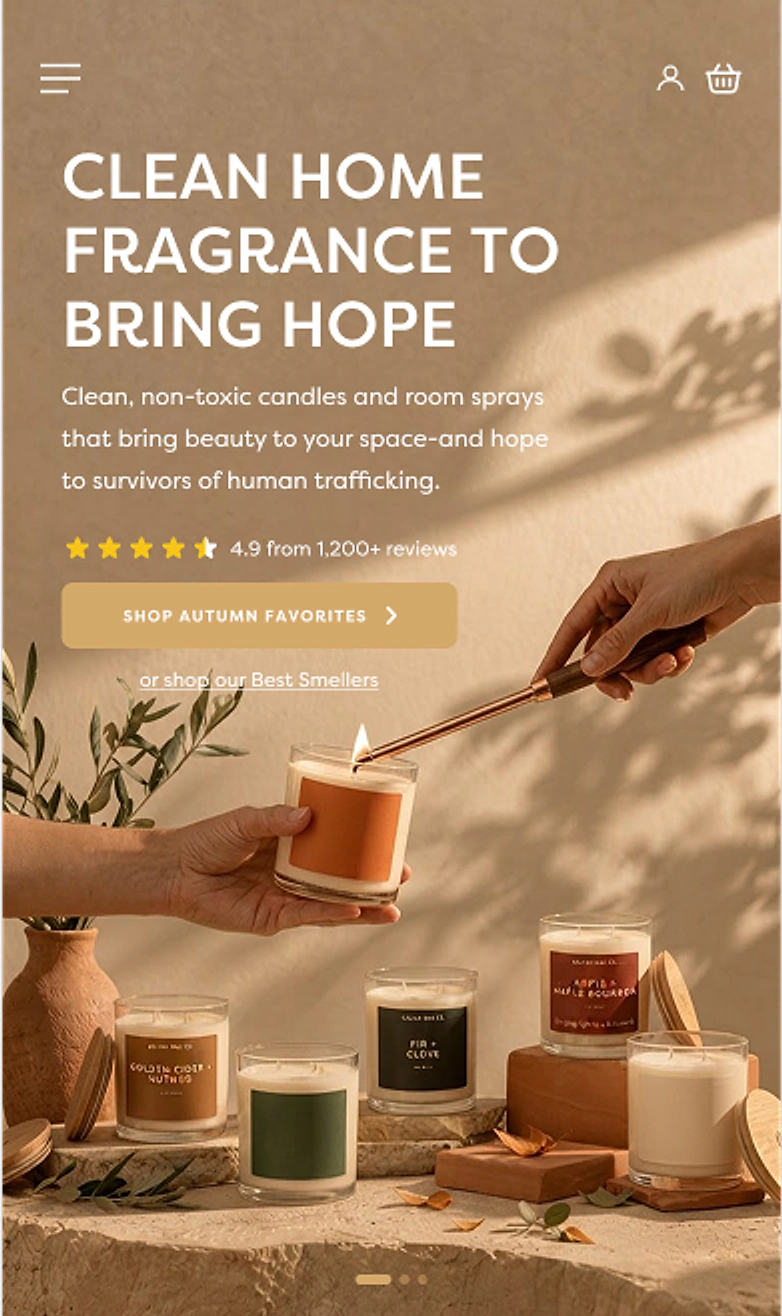 CLEAN HOME
FRAGRANCE TO
BRING HOPE
Clean, non-toxic candles and room sprays
that bring beauty to your space-and hope
to survivors of human trafficking.
4.9 from 1,200+ reviews
SHOP AUTUMN FAVORITES
or shop our Best Smellers
GOLDEN CIDER +
NUTMEG
FIR +
CLOVE
MAPLE BOURBON